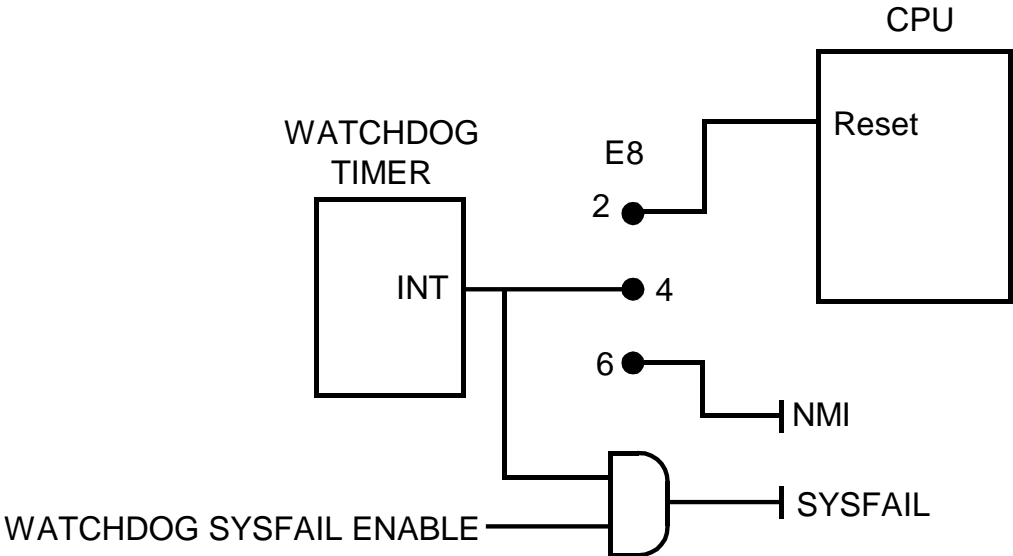 CPU
Reset
WATCHDOG
TIMER
E8
2
INT
4
6
NMI
SYSFAIL
WATCHDOG SYSFAIL ENABLE